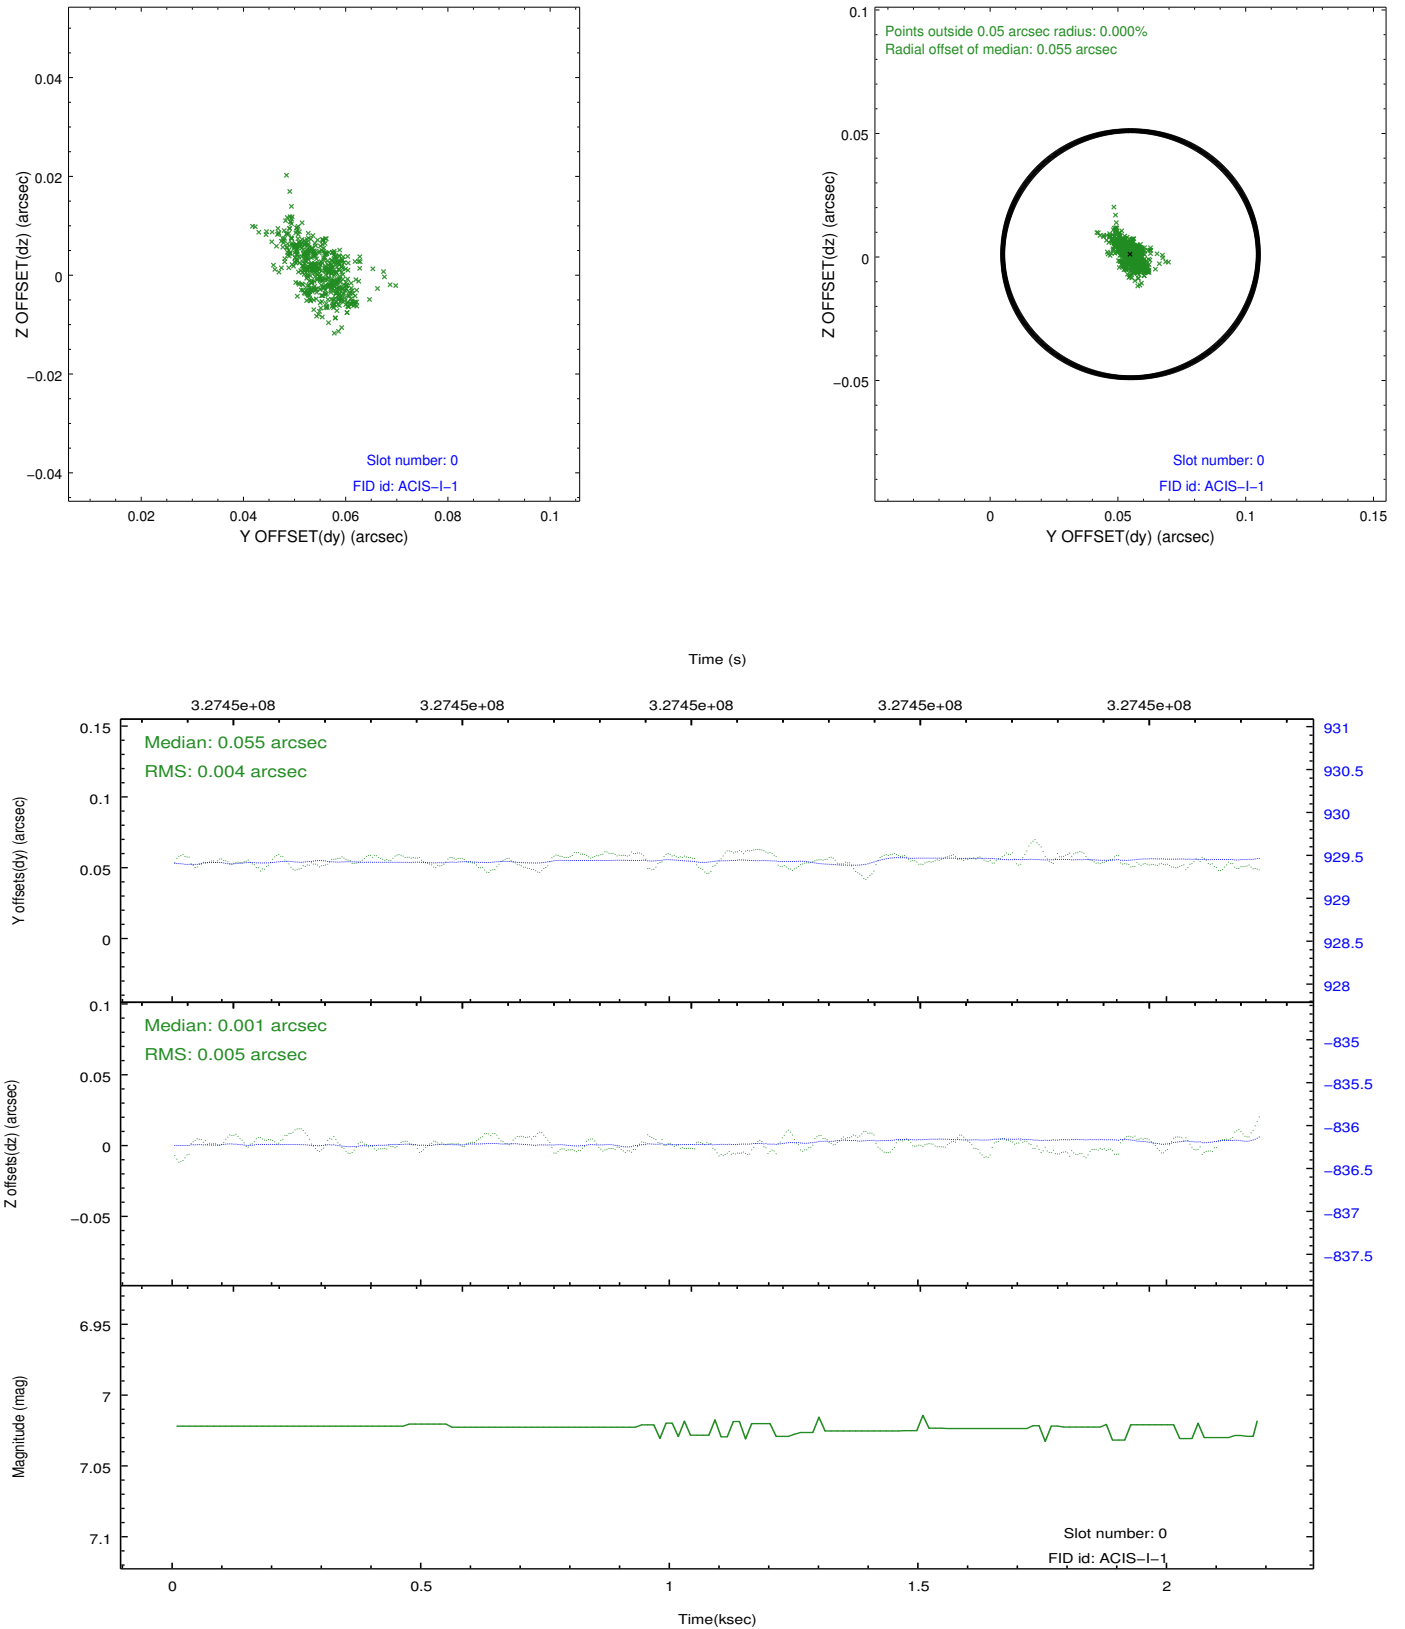 0.04
0.02
0
−0.02
−0.04
Z OFFSET(dz) (arcsec)
Slot number: 0
FID id: ACIS−I−1
0.02 0.04 0.06 0.08 0.1
Y OFFSET(dy) (arcsec)
0.1
0.05
0
−0.05
Z OFFSET(dz) (arcsec)
Points outside 0.05 arcsec radius: 0.000%
Radial offset of median: 0.055 arcsec
Slot number: 0
FID id: ACIS−I−1
0 0.05 0.1 0.15
Y OFFSET(dy) (arcsec)
Time (s)
3.2745e+08 3.2745e+08 3.2745e+08 3.2745e+08 3.2745e+08
Y offsets(dy) (arcsec)
0.15
0.1
0.05
0
Median: 0.055 arcsec
RMS: 0.004 arcsec
931
930.5
930
929.5
929
928.5
928
Z offsets(dz) (arcsec)
0.1
0.05
0
−0.05
Median: 0.001 arcsec
RMS: 0.005 arcsec
−835
−835.5
−836
−836.5
−837
−837.5
Magnitude (mag)
6.95
7
7.05
7.1
Slot number: 0
FID id: ACIS−I−1
0 0.5 1 1.5 2
Time(ksec)